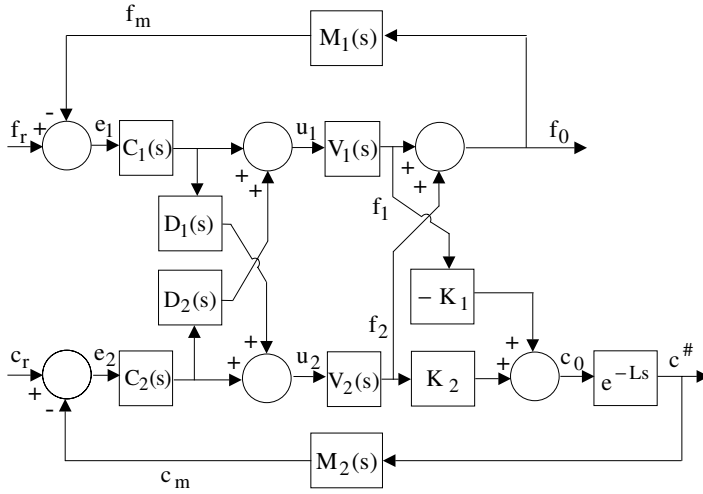 f_m
M_1(s)
-
+
+
+
f_r
e_1
C_1(s)
u_1
V_1(s)
f_0
+
+
+
+
D_1(s)
f_1
D_2(s)
- K_1
f_2
+
+
+
+
+
c_r
e_2
C_2(s)
u_2
V_2(s)
K_2
c_0
e^{-Ls}
c^#
-
M_2(s)
c_m